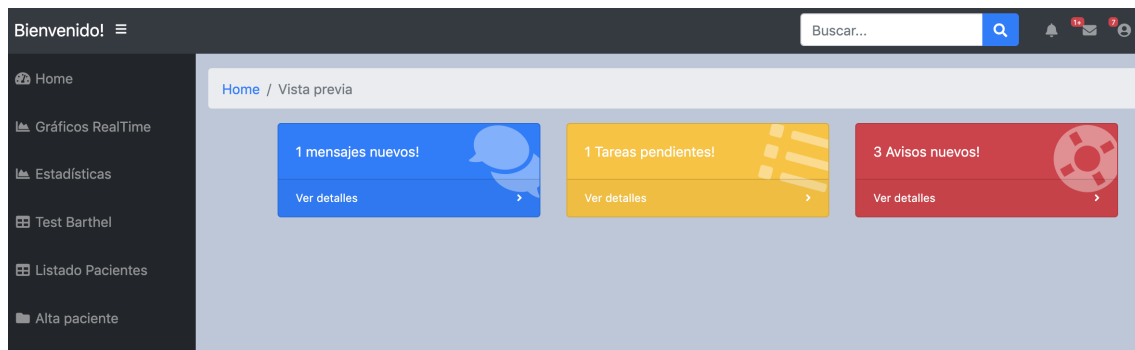 Bienvenido!
Buscar...
1+
7
Home
Gráficos RealTime
Estadísticas
Test Barthel
Listado Pacientes
Alta paciente
Home / Vista previa
1 mensajes nuevos!
Ver detalles
1 Tareas pendientes!
Ver detalles
3 Avisos nuevos!
Ver detalles